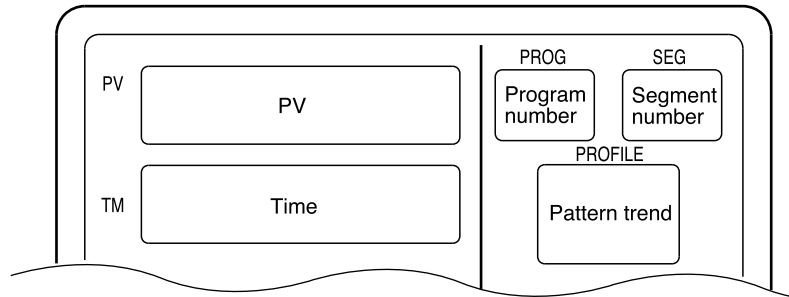 PV
PV
TM
Time
PROG
SEG
Program
number
Segment
number
PROFILE
Pattern trend